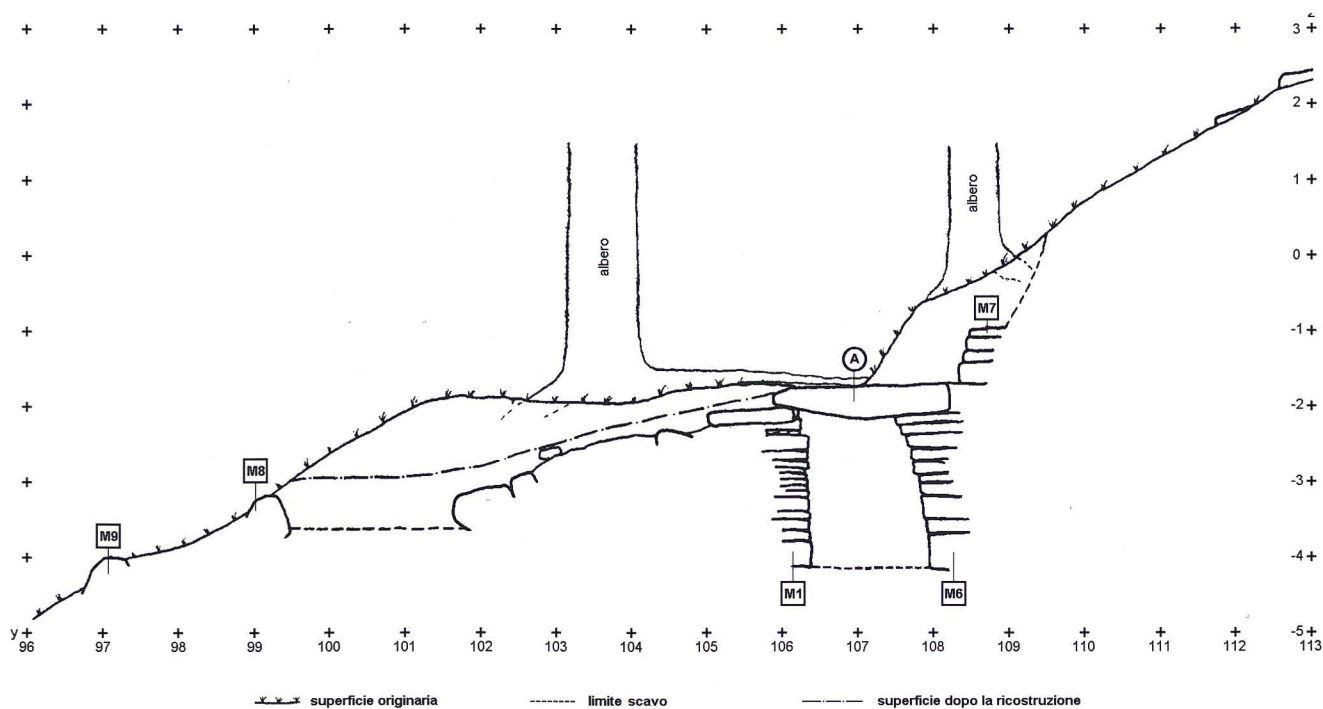 z
3
2
albero
1
albero
0
M7
-1
A
-2
M8
-3
M9
-4
M1 M6
y -5
96 97 98 99 100 101 102 103 104 105 106 107 108 109 110 111 112 113
superficie originaria limite scavo superficie dopo la ricostruzione